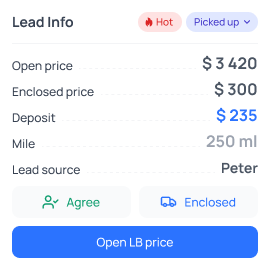 Lead Info Hot Picked up
Open price $ 3 420
Enclosed price $ 300
Deposit $ 235
Mile 250 ml
Lead source Peter
Agree Enclosed
Open LB price